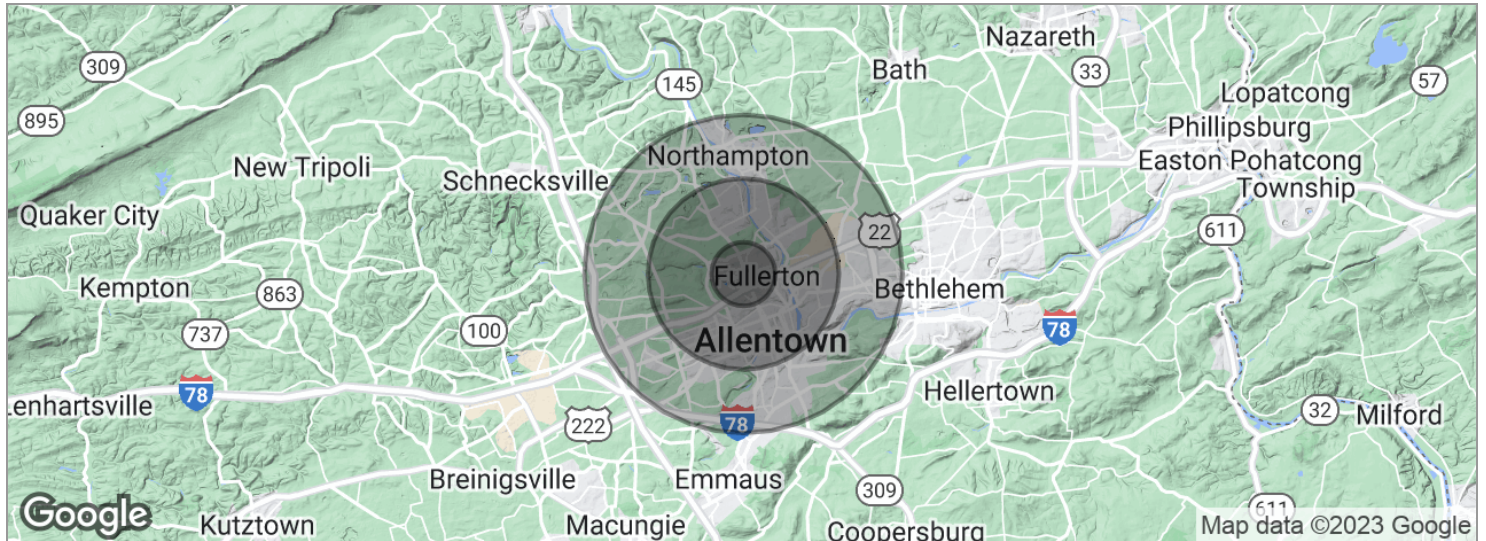 Nazareth
309
Bath
33
145
57
Lopatcong
895
Phillipsburg
Northampton
Easton Pohatcong
New Tripoli
Schnecksville
Township
Quaker City
22
611
Fullerton
Kempton
863
Bethlehem
100
737
78
Allentown
78
Hellertown
Lenhartsville
32
Milford
222
78
Breinigsville
Emmaus
309
611
Google
Kutztown
Macungie
Coopersburg
Map data ©2023 Google